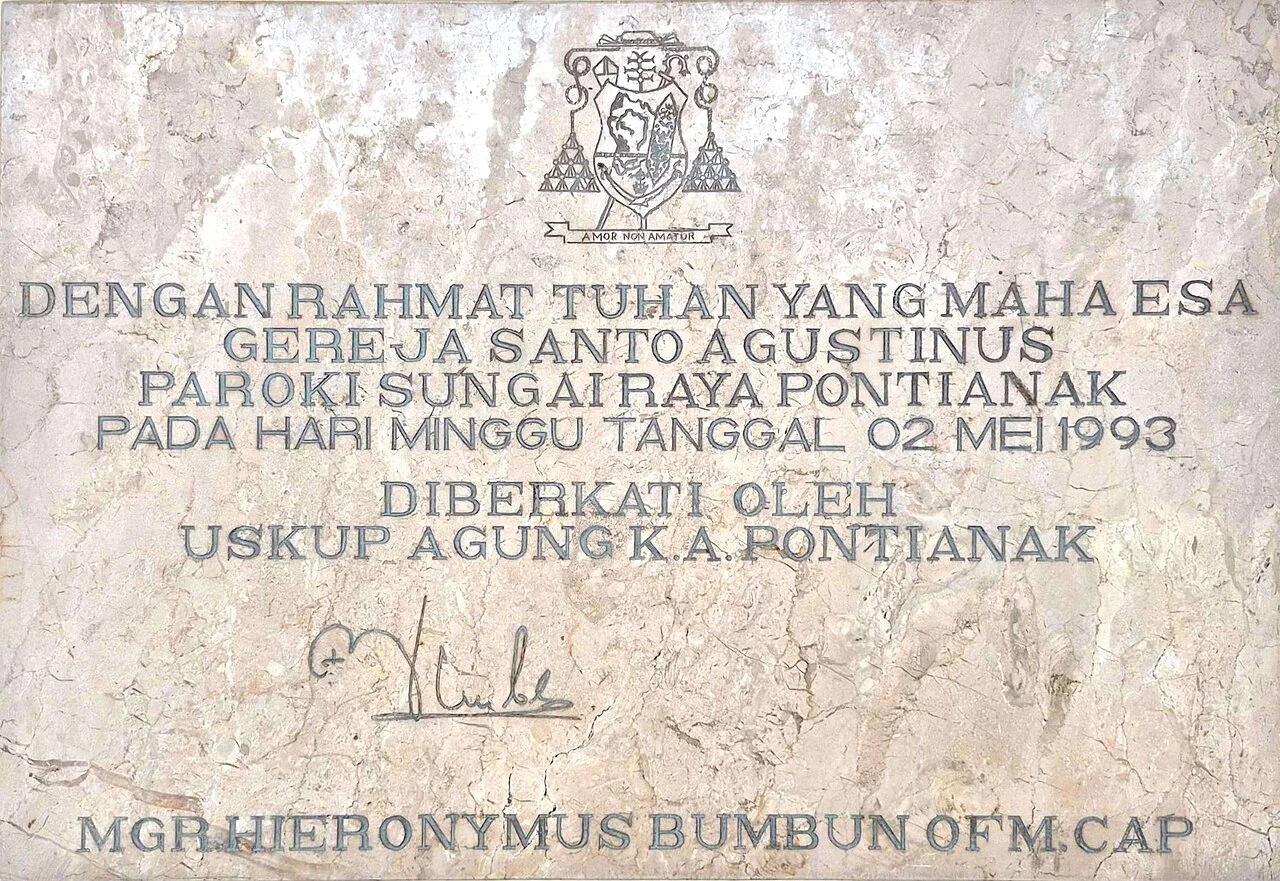 AMOR NON AMATUR
DENGAN RAHMAT TUHAN YANG MAHA ESA
GEREJA SANTO AGUSTINUS
PAROKI SUNGAI RAYA PONTIANAK
PADA HARI MINGGU TANGGAL 02 MEI 1993
DIBERKATI OLEH
USKUP AGUNG K.A. PONTIANAK
MGR.HIERONYMUS BUMBUN OFM.CAP